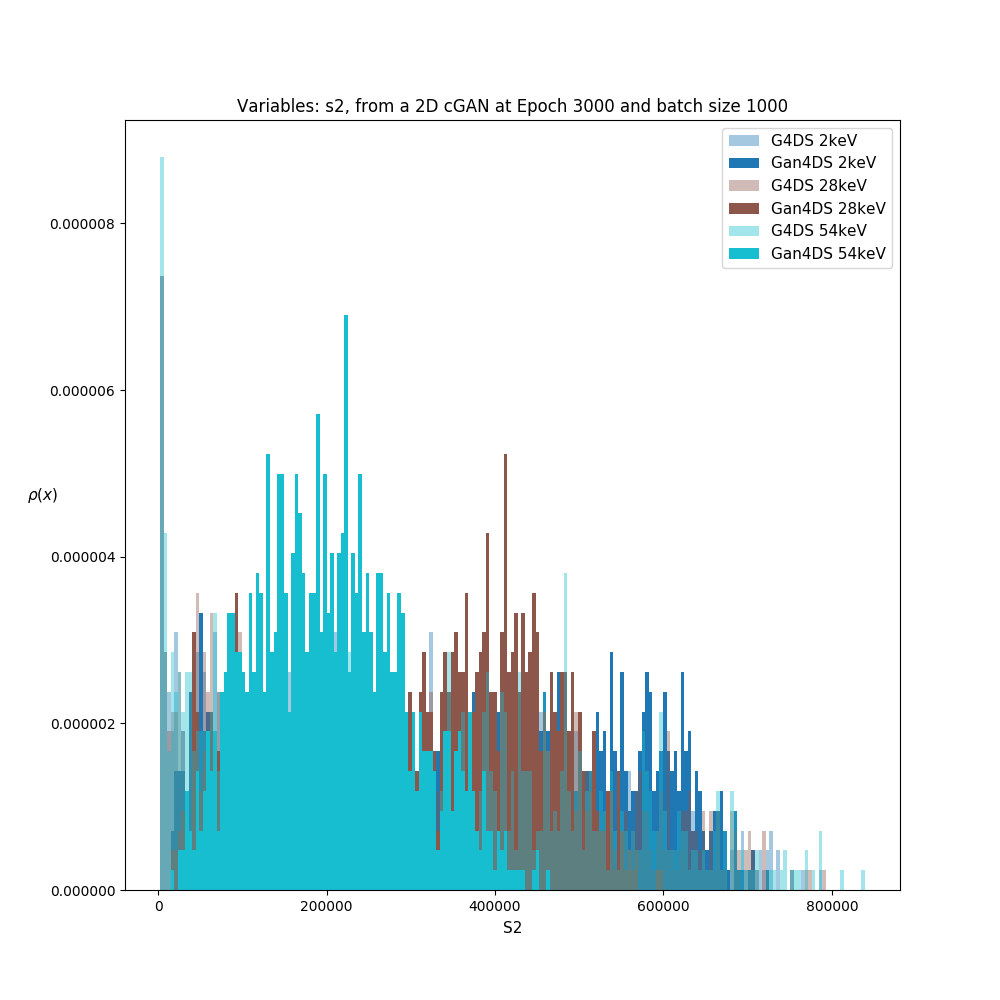 Variables: s2, from a 2D cGAN at Epoch 3000 and batch size 1000
G4DS 2keV
Gan4DS 2keV
G4DS 28keV
Gan4DS 28keV
G4DS 54keV
Gan4DS 54keV
0.000008
0.000006
ρ(x)
0.000004
0.000002
0.000000
0 200000 400000 600000 800000
S2